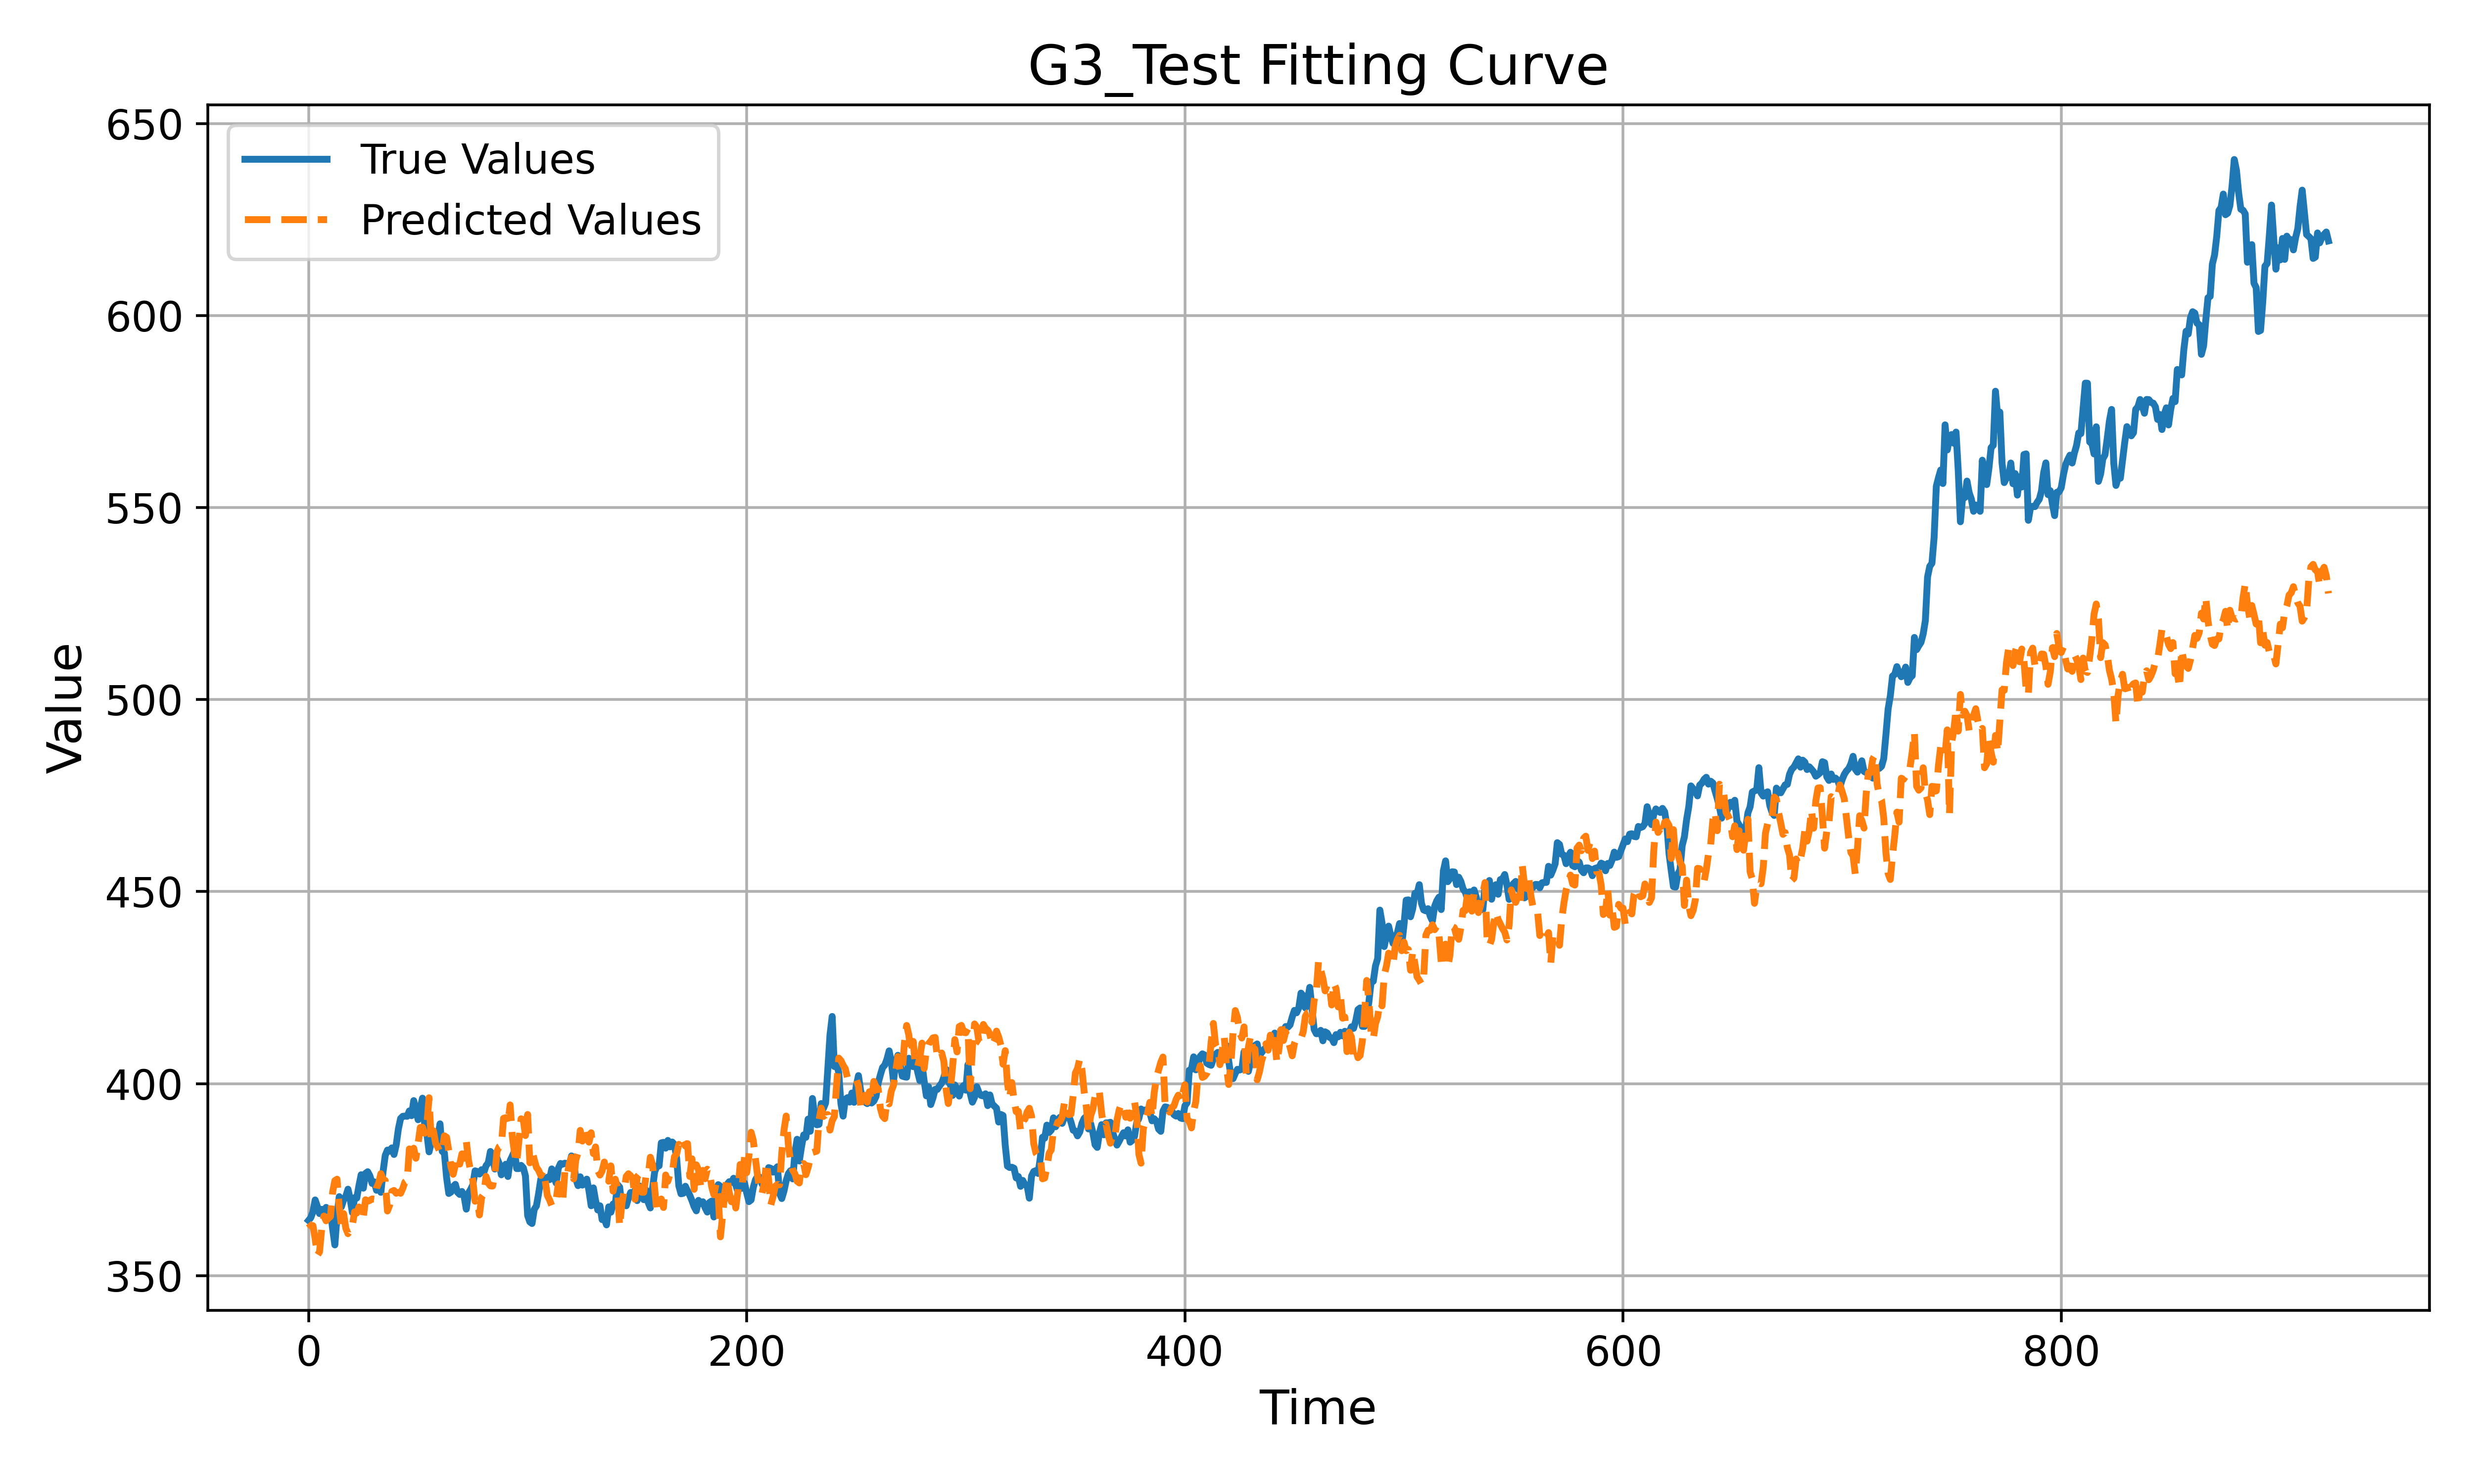 G3_Test Fitting Curve
True Values
Predicted Values
650
600
550
500
450
400
350
Value
0 200 400 600 800
Time